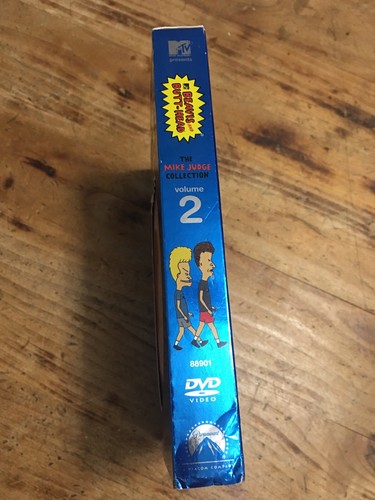 MTV
presents
BEAVIS and
BUTT-HEAD
THE
MIKE JUDGE
COLLECTION
volume
2
88901
DVD
VIDEO
Paramount